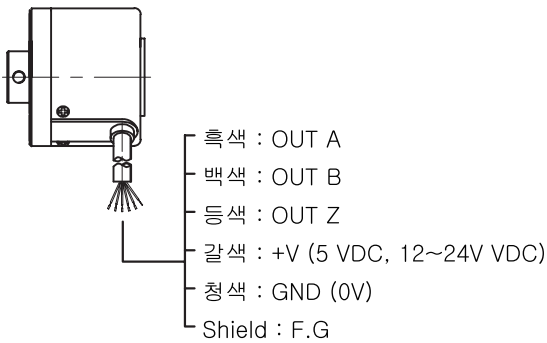 흑색 : OUT A
백색 : OUT B
등색 : OUT Z
갈색 : +V (5 VDC, 12~24V VDC)
청색 : GND (0V)
Shield : F.G